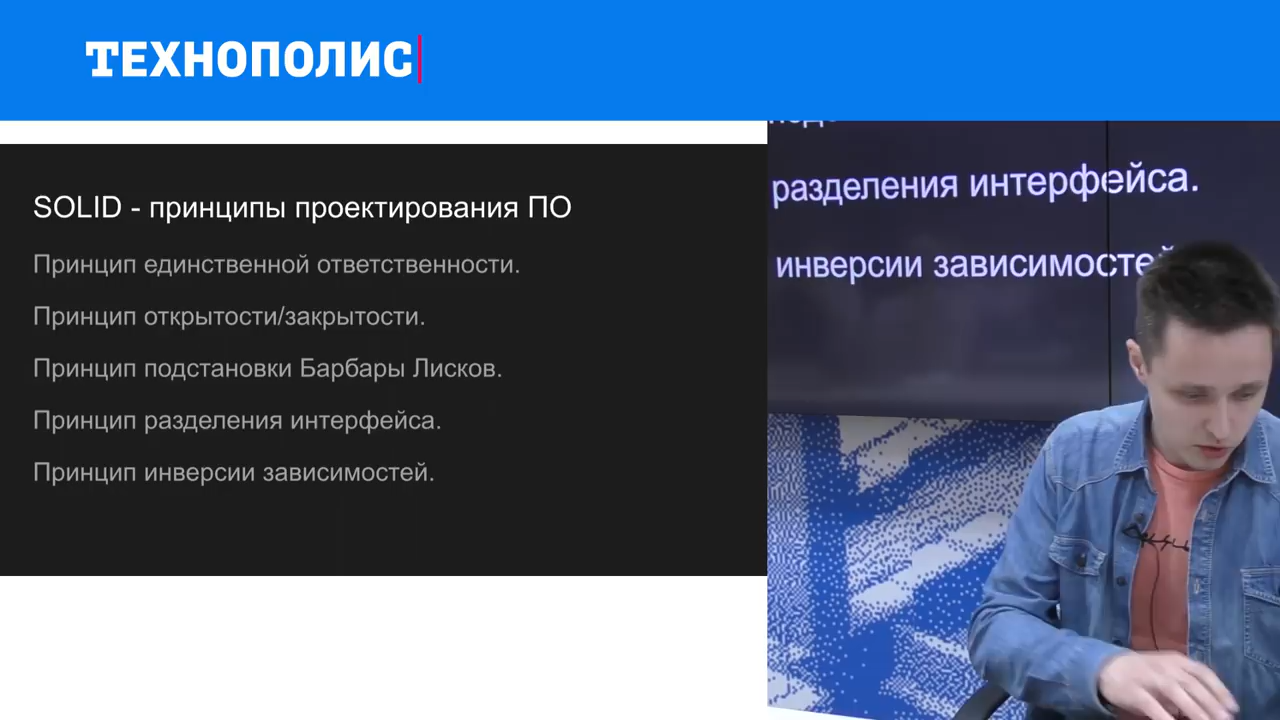 ТЕХНОПОЛИС
SOLID - принципы проектирования ПО
Принцип единственной ответственности.
Принцип открытости/закрытости.
Принцип подстановки Барбары Лисков.
Принцип разделения интерфейса.
Принцип инверсии зависимостей.
разделения интерфейса.
инверсии зависимосте